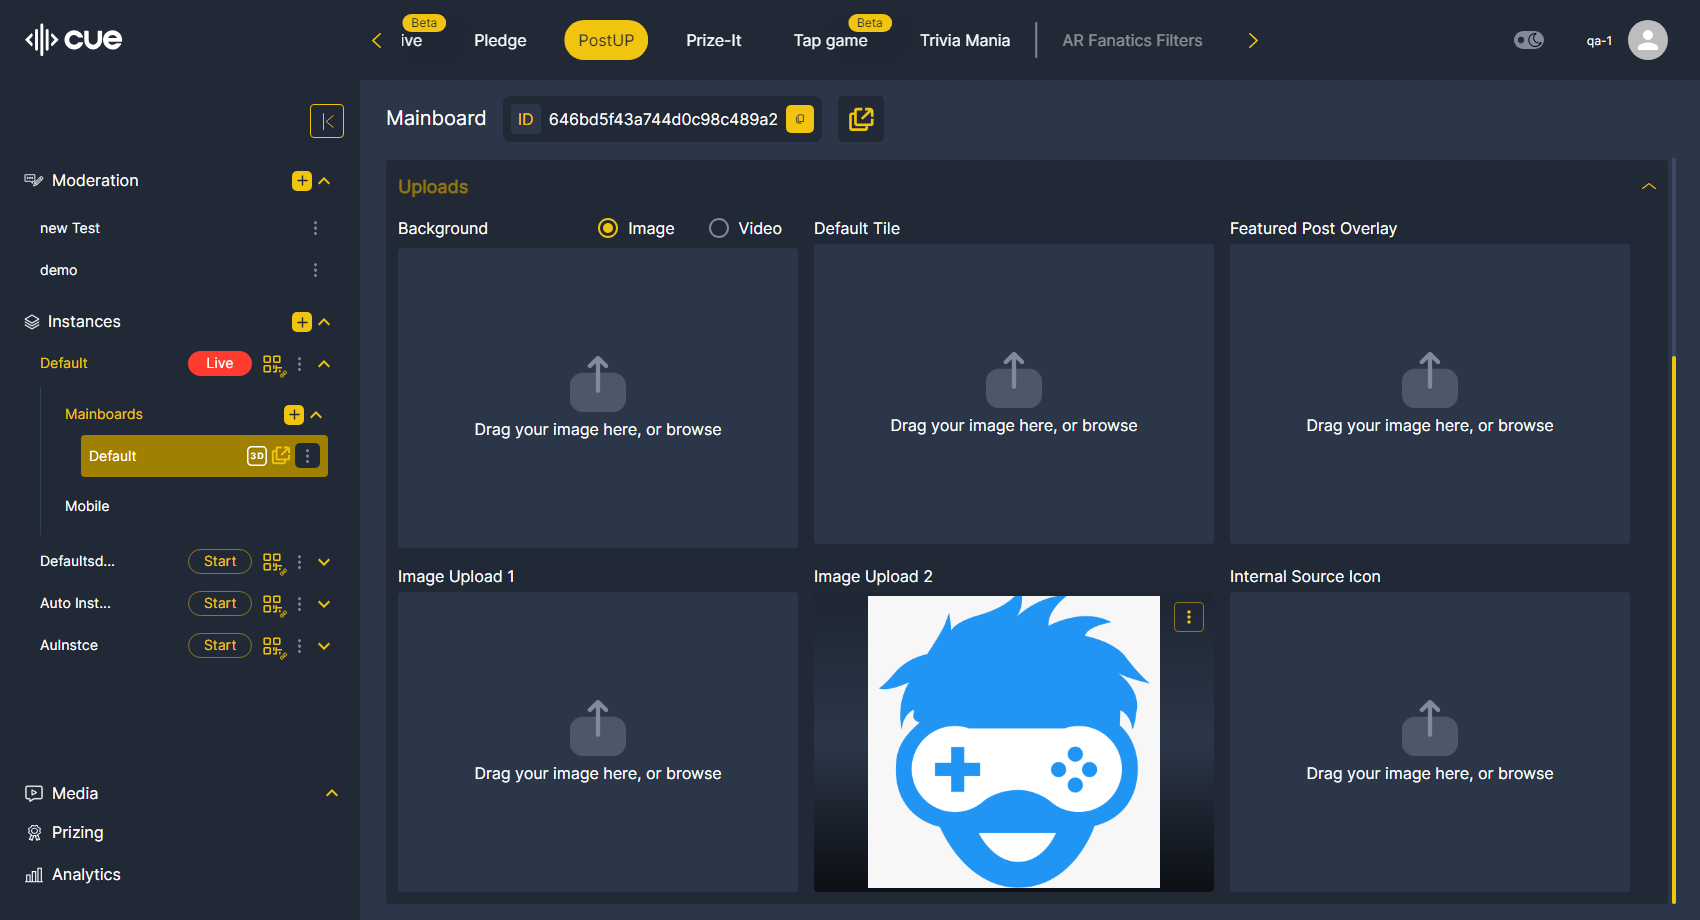 cue
ive
Beta
Pledge
PostUP
Prize-It
Tap game
Beta
Trivia Mania
AR Fanatics Filters
qa-1
Moderation
new Test
demo
Instances
Default
Live
Mainboards
Default
3D
Mobile
Defaultsd...
Start
Auto Inst...
Start
AuInstce
Start
Media
Prizing
Analytics
Mainboard
ID
646bd5f43a744d0c98c489a2
Uploads
Background
Image
Video
Default Tile
Featured Post Overlay
Drag your image here, or browse
Drag your image here, or browse
Drag your image here, or browse
Image Upload 1
Image Upload 2
Internal Source Icon
Drag your image here, or browse
Drag your image here, or browse